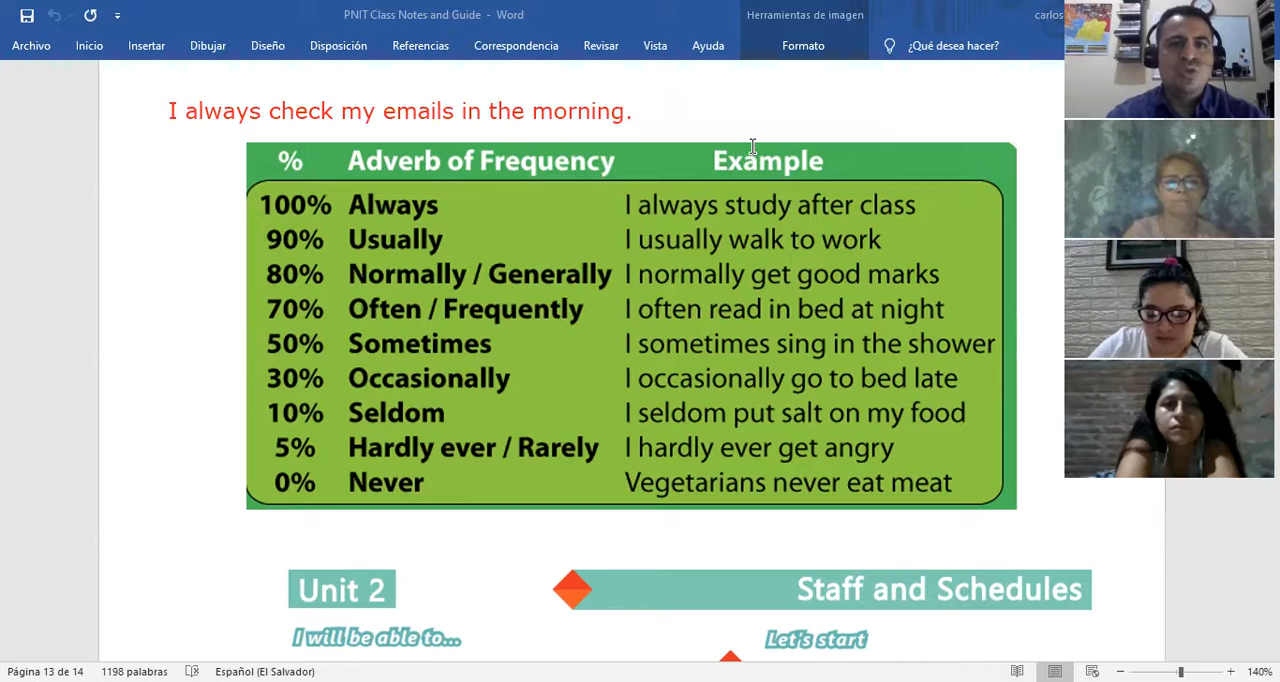 PNIT Class Notes and Guide - Word
Herramientas de imagen
carlos
Archivo Inicio Insertar Dibujar Diseño Disposición Referencias Correspondencia Revisar Vista Ayuda Formato ¿Qué desea hacer?
I always check my emails in the morning.
% Adverb of Frequency Example
100% Always I always study after class
90% Usually I usually walk to work
80% Normally / Generally I normally get good marks
70% Often / Frequently I often read in bed at night
50% Sometimes I sometimes sing in the shower
30% Occasionally I occasionally go to bed late
10% Seldom I seldom put salt on my food
5% Hardly ever / Rarely I hardly ever get angry
0% Never Vegetarians never eat meat
Unit 2 Staff and Schedules
I will be able to... Let's start
Página 13 de 14 1198 palabras Español (El Salvador) 140%